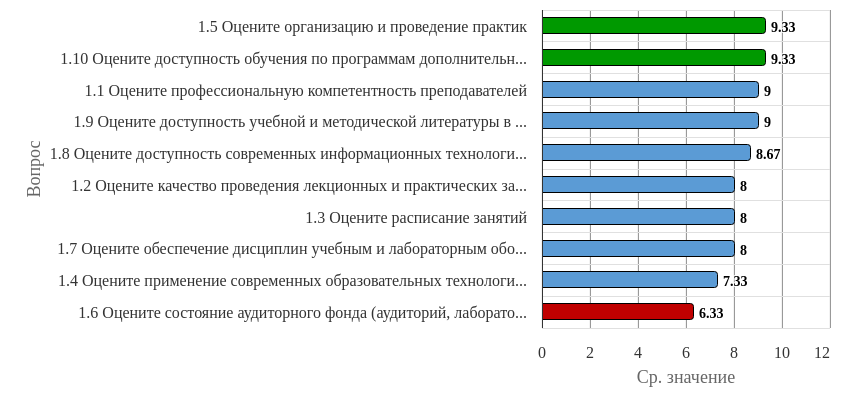 1.5 Оцените организацию и проведение практик 9.33
1.10 Оцените доступность обучения по программам дополнительн... 9.33
1.1 Оцените профессиональную компетентность преподавателей 9
1.9 Оцените доступность учебной и методической литературы в ... 9
1.8 Оцените доступность современных информационных технологи... 8.67
1.2 Оцените качество проведения лекционных и практических за... 8
1.3 Оцените расписание занятий 8
1.7 Оцените обеспечение дисциплин учебным и лабораторным обо... 8
1.4 Оцените применение современных образовательных технологи... 7.33
1.6 Оцените состояние аудиторного фонда (аудиторий, лаборато... 6.33
Вопрос
0 2 4 6 8 10 12
Ср. значение